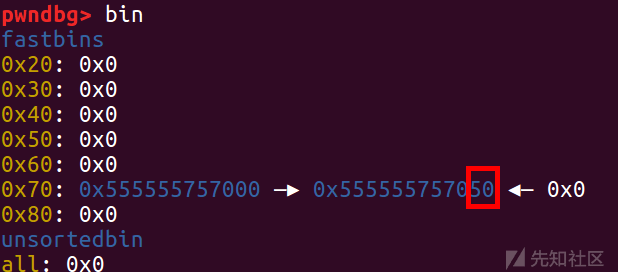 pwndbg> bin
fastbins
0x20: 0x0
0x30: 0x0
0x40: 0x0
0x50: 0x0
0x60: 0x0
0x70: 0x555555757000 —▸ 0x555555757050 ◂— 0x0
0x80: 0x0
unsortedbin
all: 0x0
先知社区